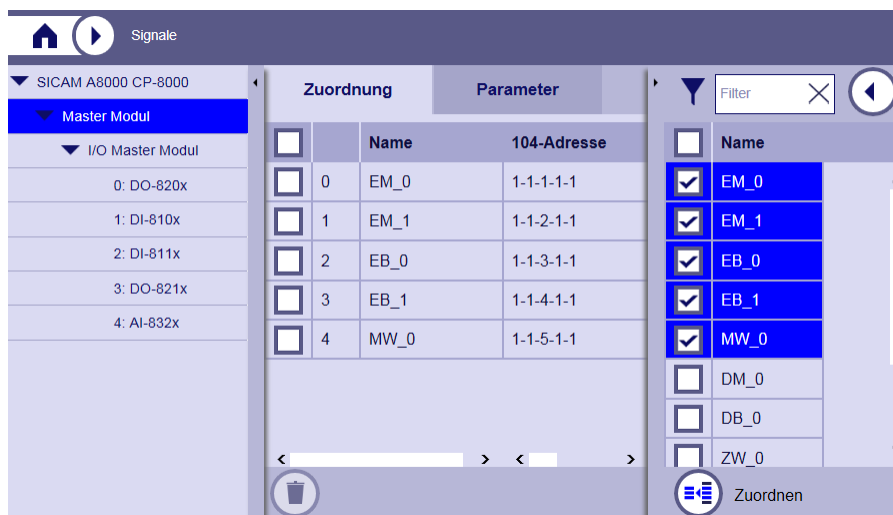 Signale
SICAM A8000 CP-8000
Master Modul
I/O Master Modul
0: DO-820x
1: DI-810x
2: DI-811x
3: DO-821x
4: AI-832x
Zuordnung Parameter
Name 104-Adresse
0 EM_0 1-1-1-1-1
1 EM_1 1-1-2-1-1
2 EB_0 1-1-3-1-1
3 EB_1 1-1-4-1-1
4 MW_0 1-1-5-1-1
Filter
Name
EM_0
EM_1
EB_0
EB_1
MW_0
DM_0
DB_0
ZW_0
Zuordnen